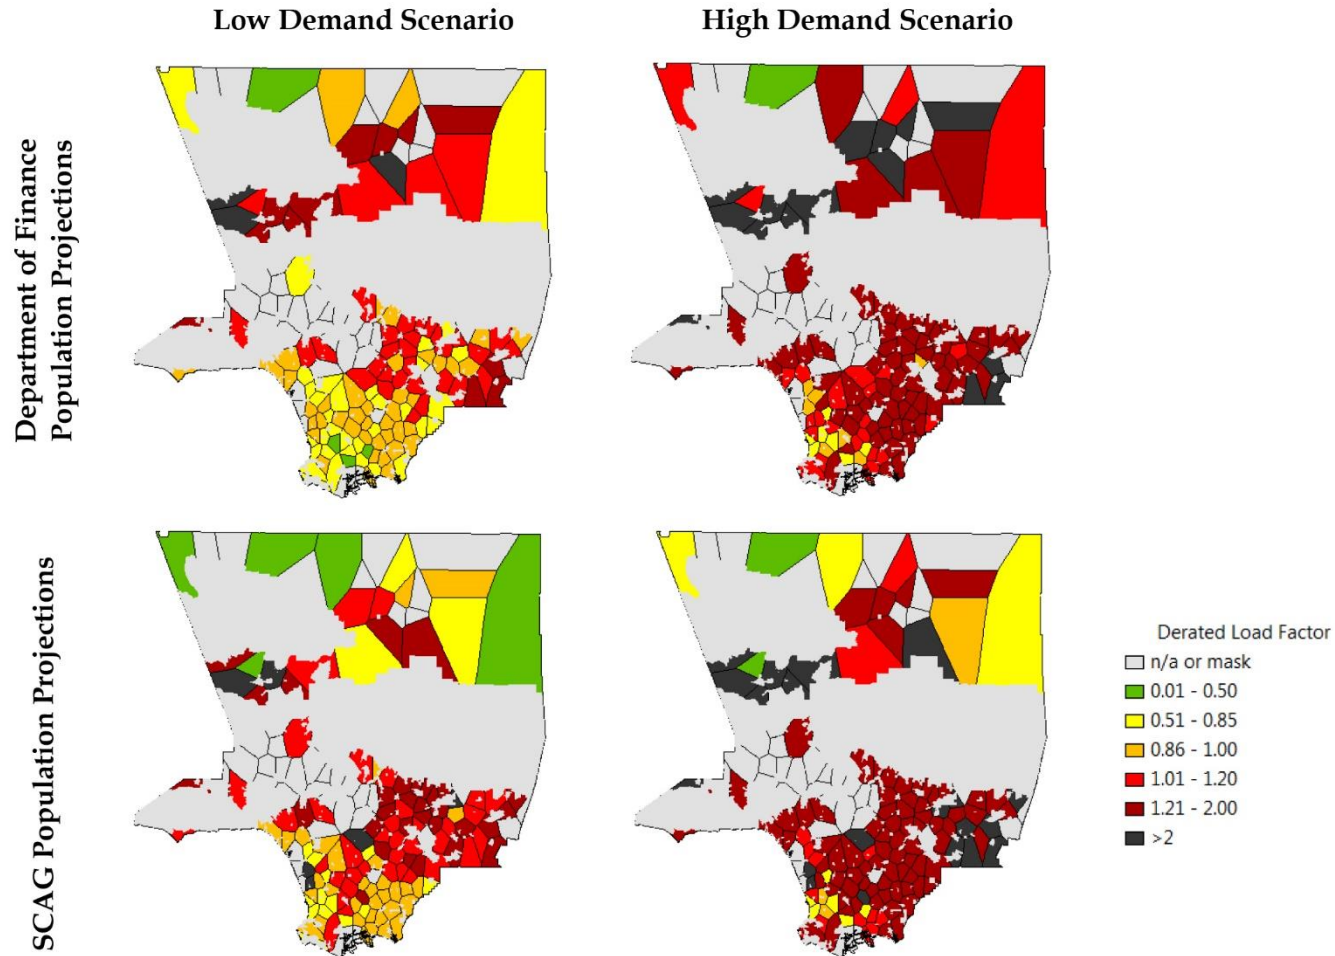 Low Demand Scenario
High Demand Scenario
Department of Finance
Population Projections
SCAG Population Projections
Derated Load Factor
n/a or mask
0.01 - 0.50
0.51 - 0.85
0.86 - 1.00
1.01 - 1.20
1.21 - 2.00
>2